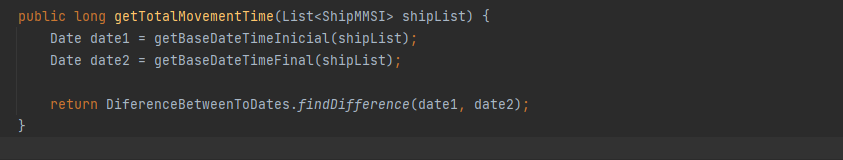 public long getTotalMovementTime(List<ShipMMSI> shipList) {
Date date1 = getBaseDateTimeInicial(shipList);
Date date2 = getBaseDateTimeFinal(shipList);
return DiferenceBetweenToDates.findDifference(date1, date2);
}